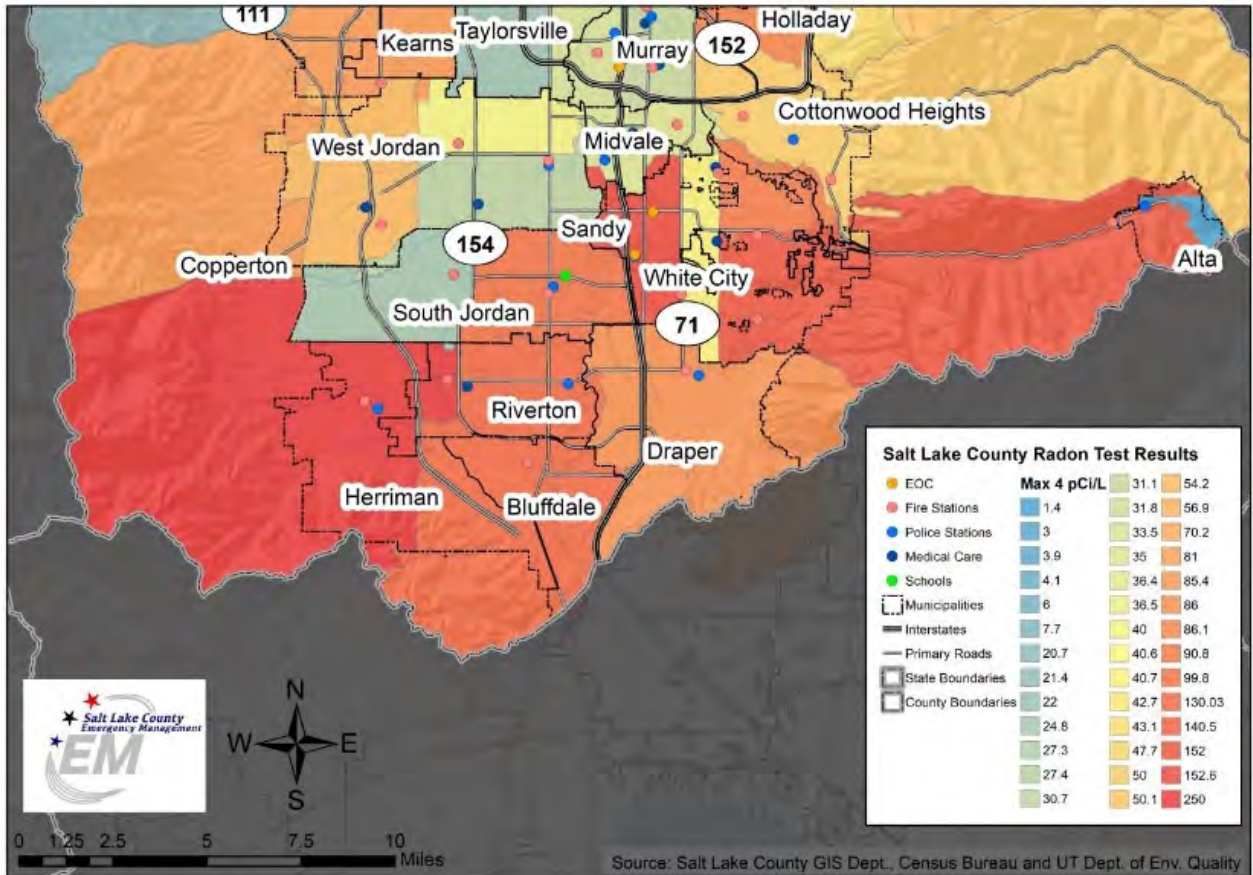 111
Taylorsville
Holladay
Kearns
Murray
152
Cottonwood Heights
West Jordan
Midvale
154
Sandy
Copperton
White City
Alta
South Jordan
71
Riverton
Draper
Herriman
Bluffdale
Salt Lake County Radon Test Results
EOC
Fire Stations
Police Stations
Medical Care
Schools
Municipalities
Interstates
Primary Roads
State Boundaries
County Boundaries
Max 4 pCi/L
1.4
3
3.9
4.1
6
7.7
20.7
21.4
22
24.8
27.3
27.4
30.7
31.1
31.8
33.5
35
36.4
36.5
40
40.6
40.7
42.7
43.1
47.7
50
50.1
54.2
56.9
70.2
81
85.4
86
86.1
90.8
99.8
130.03
140.5
152
152.6
250
Salt Lake County
Emergency Management
EM
N
W E
S
0 1.25 2.5 5 7.5 10
Miles
Source: Salt Lake County GIS Dept., Census Bureau and UT Dept. of Env. Quality